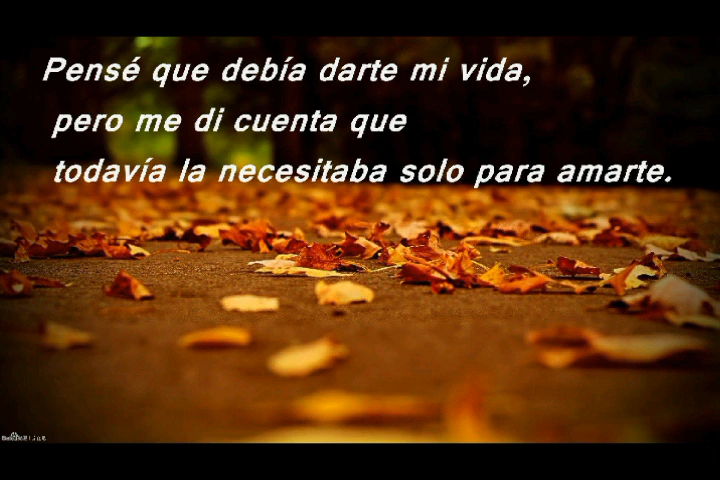 Pensé que debía darte mi vida,
pero me di cuenta que
todavía la necesitaba solo para amarte.